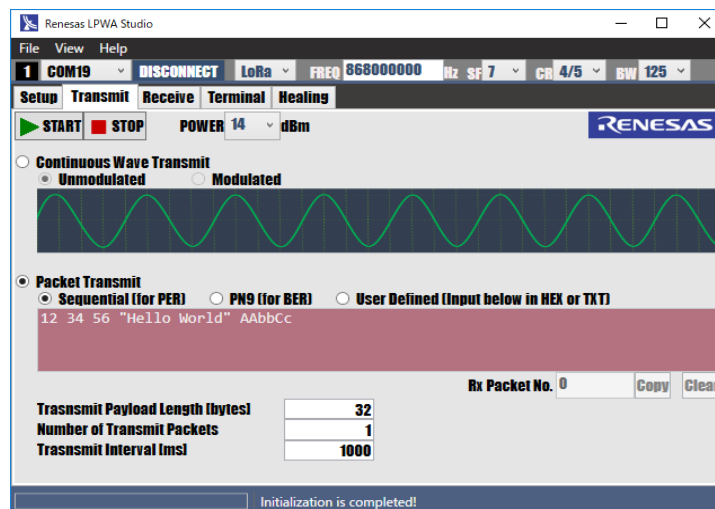 Renesas LPWA Studio
File View Help
1 COM19 DISCONNECT LoRa FREQ 868000000 Hz SF 7 CR 4/5 BW 125
Setup Transmit Receive Terminal Healing
START STOP POWER 14 dBm RENESAS
Continuous Wave Transmit
Unmodulated Modulated
Packet Transmit
Sequential (for PER) PN9 (for BER) User Defined (Input below in HEX or TXT)
12 34 56 "Hello World" AAbbCc
Rx Packet No. 0 Copy Clear
Trasnsmit Payload Length [bytes] 32
Number of Transmit Packets 1
Trasnsmit Interval [ms] 1000
Initialization is completed!